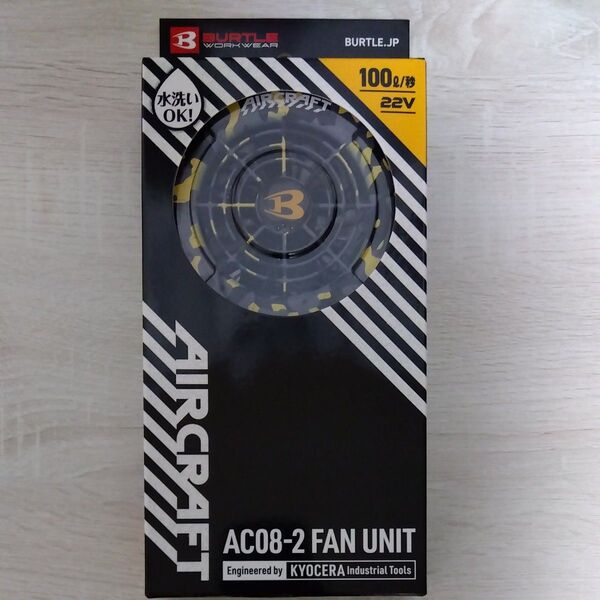 B BURTLE
WORKWEAR
BURTLE.JP
水洗い
OK!
100ℓ/秒
22V
AIRCRAFT
B
AIRCRAFT
AC08-2 FAN UNIT
Engineered by KYOCERA Industrial Tools